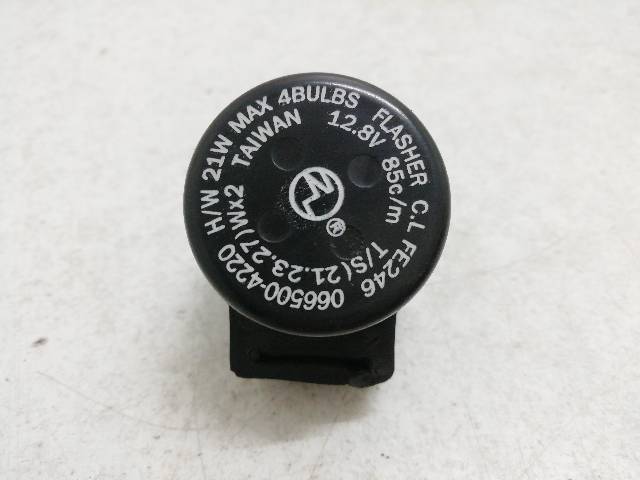 066500-4220 H/W 21W MAX 4BULBS FLASHER C.L FE246
T/S(21.23.27)Wx2 TAIWAN 12.8V 85c/m
®